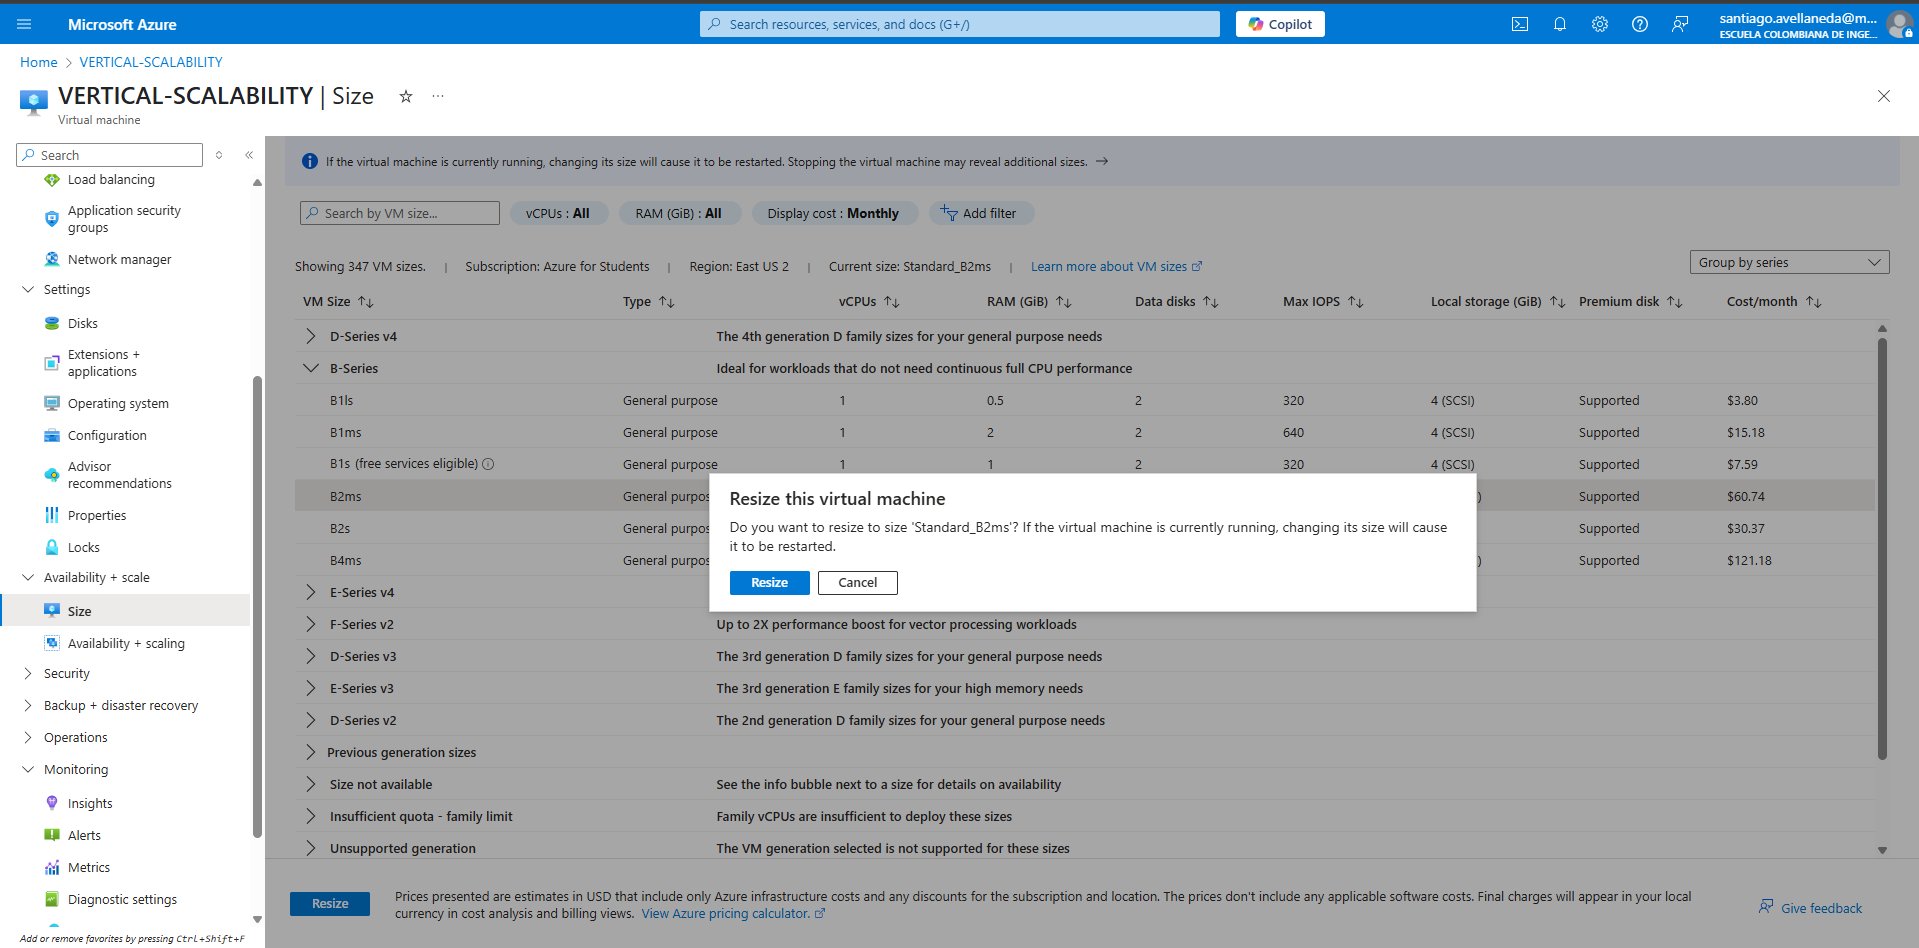 Microsoft Azure
Search resources, services, and docs (G+/)
Copilot
santiago.avellaneda@m...
ESCUELA COLOMBIANA DE INGE...
Home > VERTICAL-SCALABILITY
VERTICAL-SCALABILITY | Size
Virtual machine
Search
Load balancing
Application security
groups
Network manager
Settings
Disks
Extensions +
applications
Operating system
Configuration
Advisor
recommendations
Properties
Locks
Availability + scale
Size
Availability + scaling
Security
Backup + disaster recovery
Operations
Monitoring
Insights
Alerts
Metrics
Diagnostic settings
Add or remove favorites by pressing Ctrl+Shift+F
If the virtual machine is currently running, changing its size will cause it to be restarted. Stopping the virtual machine may reveal additional sizes.
Search by VM size...
vCPUs : All
RAM (GiB) : All
Display cost : Monthly
Add filter
Showing 347 VM sizes. | Subscription: Azure for Students | Region: East US 2 | Current size: Standard_B2ms | Learn more about VM sizes
Group by series
VM Size Type vCPUs RAM (GiB) Data disks Max IOPS Local storage (GiB) Premium disk Cost/month
D-Series v4 The 4th generation D family sizes for your general purpose needs
B-Series Ideal for workloads that do not need continuous full CPU performance
B1ls General purpose 1 0.5 2 320 4 (SCSI) Supported $3.80
B1ms General purpose 1 2 2 640 4 (SCSI) Supported $15.18
B1s (free services eligible) General purpose 1 1 2 320 4 (SCSI) Supported $7.59
B2ms General purpos ) Supported $60.74
B2s General purpos Supported $30.37
B4ms General purpos ) Supported $121.18
E-Series v4
F-Series v2 Up to 2X performance boost for vector processing workloads
D-Series v3 The 3rd generation D family sizes for your general purpose needs
E-Series v3 The 3rd generation E family sizes for your high memory needs
D-Series v2 The 2nd generation D family sizes for your general purpose needs
Previous generation sizes
Size not available See the info bubble next to a size for details on availability
Insufficient quota - family limit Family vCPUs are insufficient to deploy these sizes
Unsupported generation The VM generation selected is not supported for these sizes
Resize this virtual machine
Do you want to resize to size 'Standard_B2ms'? If the virtual machine is currently running, changing its size will cause
it to be restarted.
Resize
Cancel
Resize
Prices presented are estimates in USD that include only Azure infrastructure costs and any discounts for the subscription and location. The prices don't include any applicable software costs. Final charges will appear in your local
currency in cost analysis and billing views. View Azure pricing calculator.
Give feedback